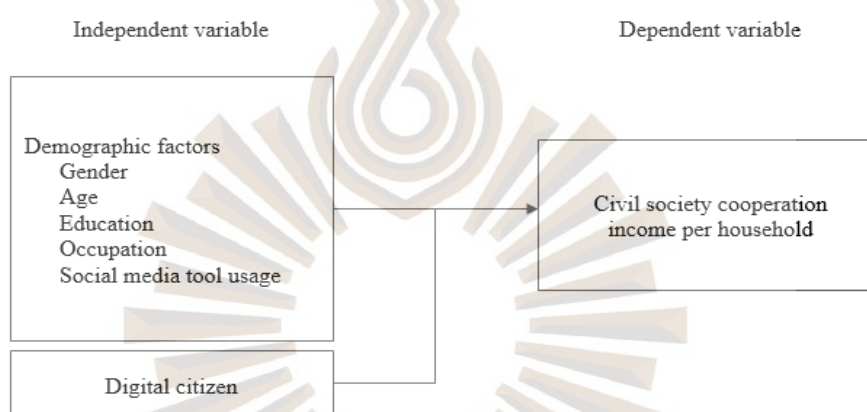 Independent variable
Dependent variable
Demographic factors
Gender
Age
Education
Occupation
Social media tool usage
Civil society cooperation
income per household
Digital citizen